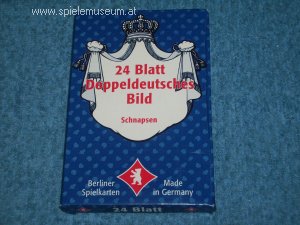 www.spielemuseum.at
24 Blatt
Doppeldeutsches
Bild
Schnapsen
Berliner Made
Spielkarten in Germany
24 Blatt